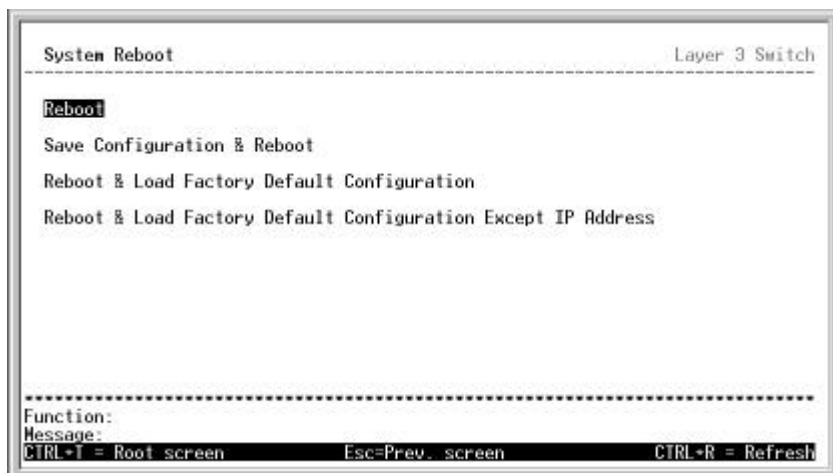 System Reboot Layer 3 Switch
Reboot
Save Configuration & Reboot
Reboot & Load Factory Default Configuration
Reboot & Load Factory Default Configuration Except IP Address
Function:
Message:
CTRL+T = Root screen Esc=Prev. screen CTRL+R = Refresh